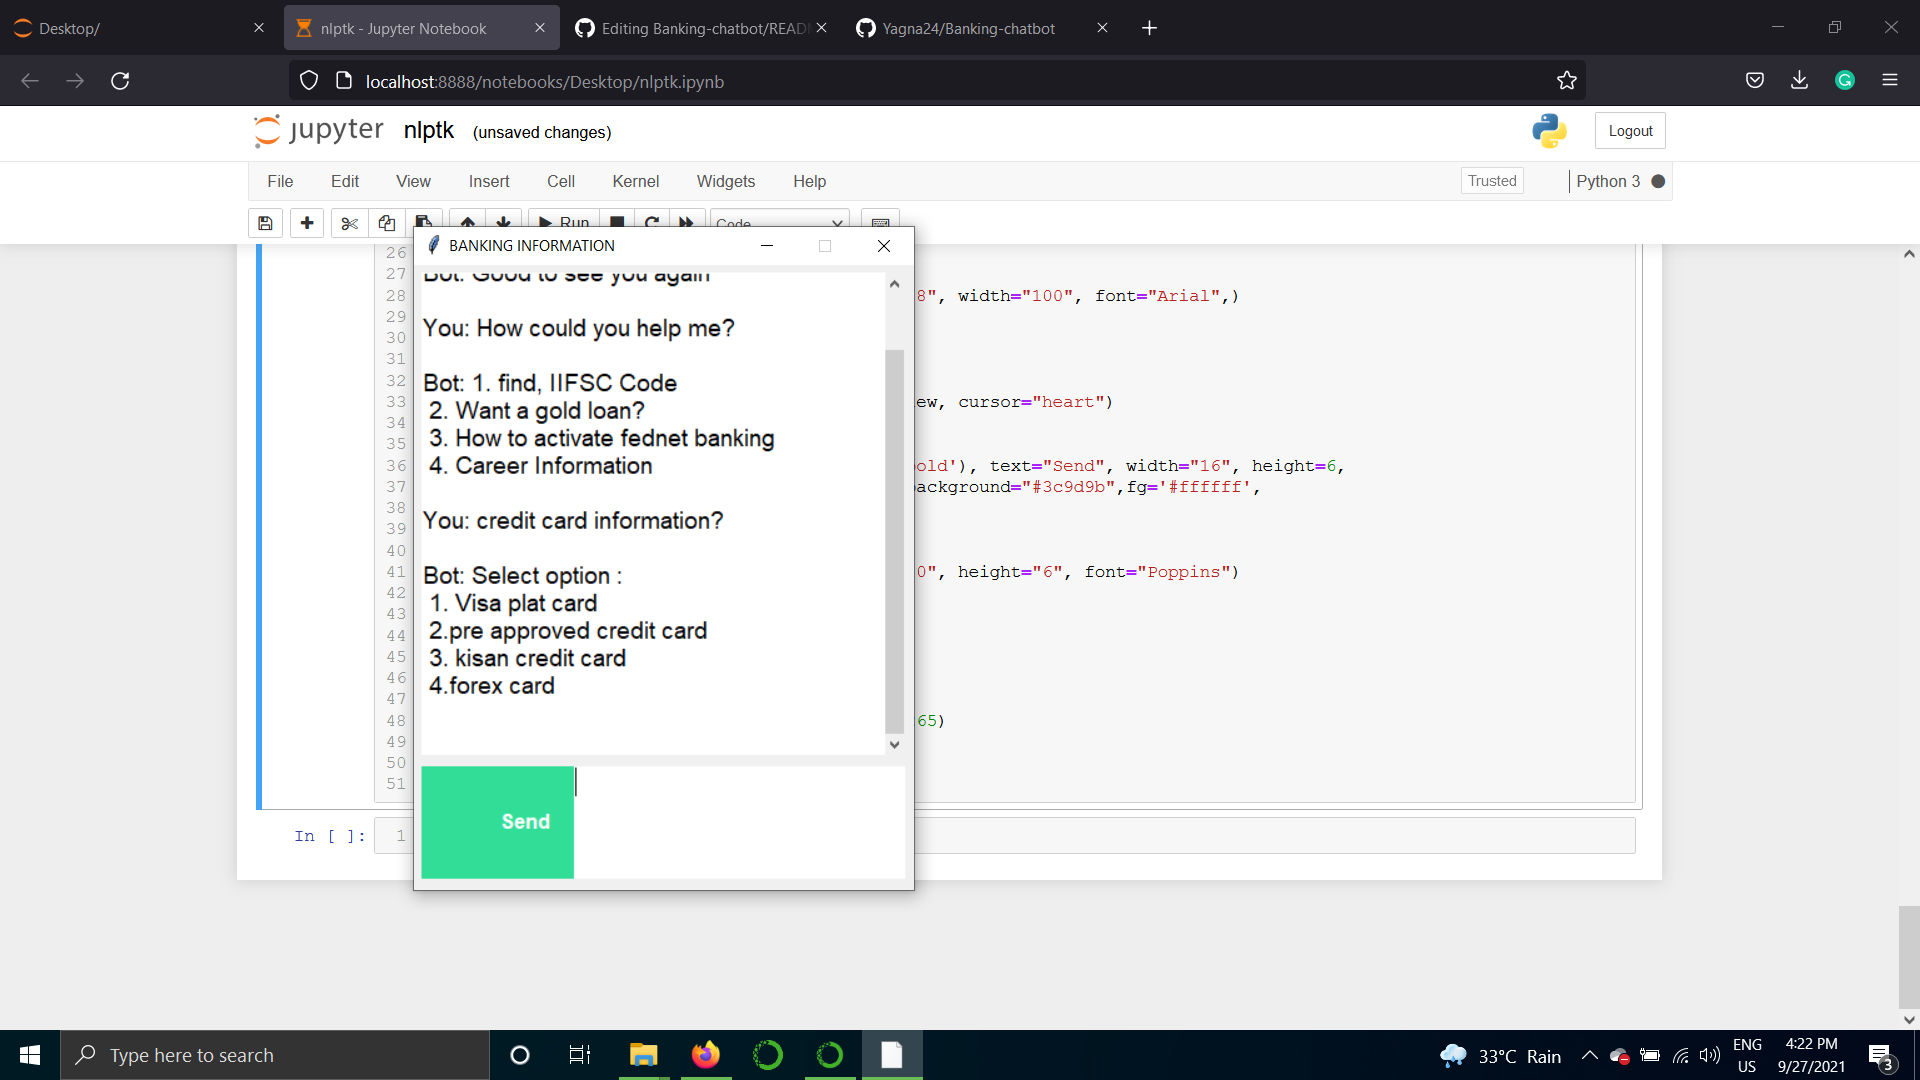 Desktop/
nlptk - Jupyter Notebook
Editing Banking-chatbot/READ
Yagna24/Banking-chatbot
localhost:8888/notebooks/Desktop/nlptk.ipynb
jupyter nlptk (unsaved changes)
Logout
File Edit View Insert Cell Kernel Widgets Help
Trusted
Python 3
Run
Code
BANKING INFORMATION
Bot: Good to see you again
You: How could you help me?
Bot: 1. find, IIFSC Code
2. Want a gold loan?
3. How to activate fednet banking
4. Career Information
You: credit card information?
Bot: Select option :
1. Visa plat card
2.pre approved credit card
3. kisan credit card
4.forex card
Send
26
27
28 8", width="100", font="Arial",)
29
30
31
32
33 ew, cursor="heart")
34
35
36 old'), text="Send", width="16", height=6,
37 ackground="#3c9d9b",fg='#ffffff',
38
39
40
41 0", height="6", font="Poppins")
42
43
44
45
46
47
48 65)
49
50
51
In [ ]: 1
Type here to search
33°C Rain
ENG
US
4:22 PM
9/27/2021
3